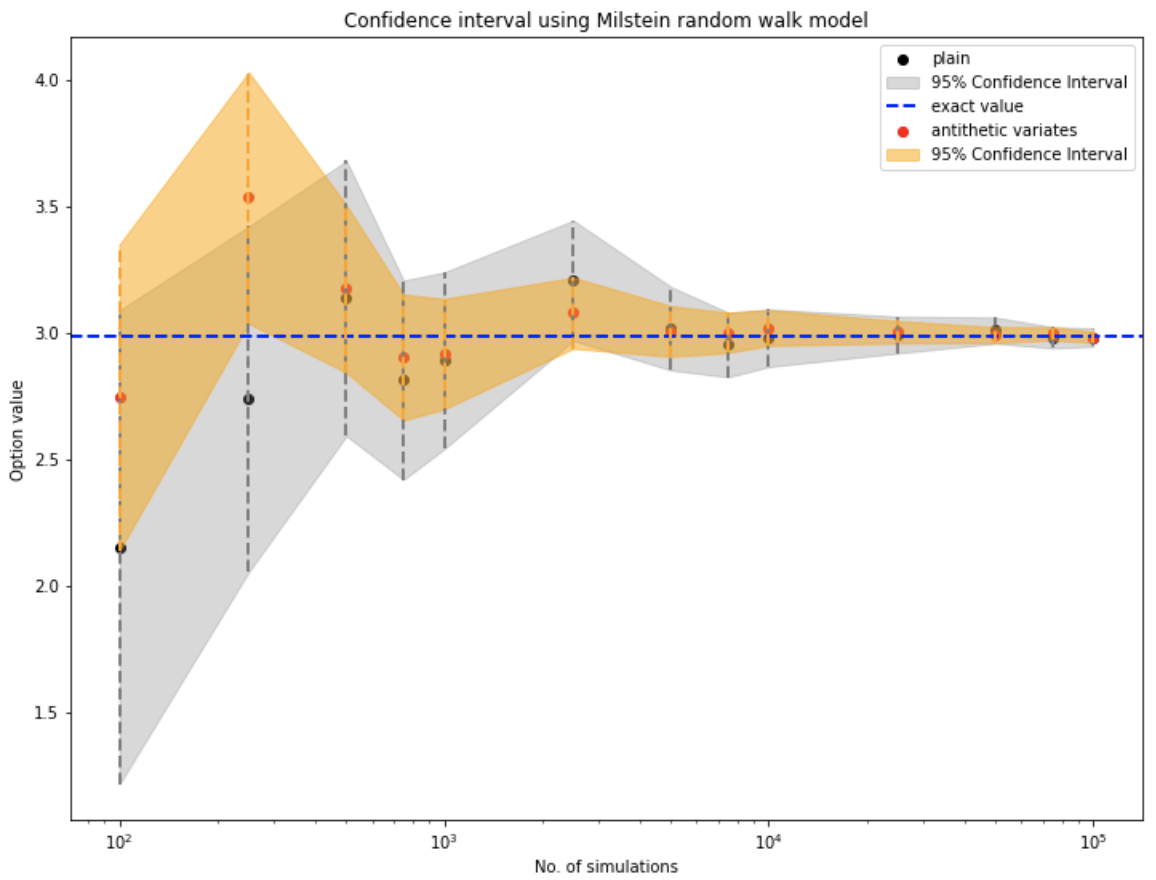 Confidence interval using Milstein random walk model
plain
95% Confidence Interval
exact value
antithetic variates
95% Confidence Interval
4.0
3.5
3.0
2.5
2.0
1.5
Option value
10²
10³
10⁴
10⁵
No. of simulations